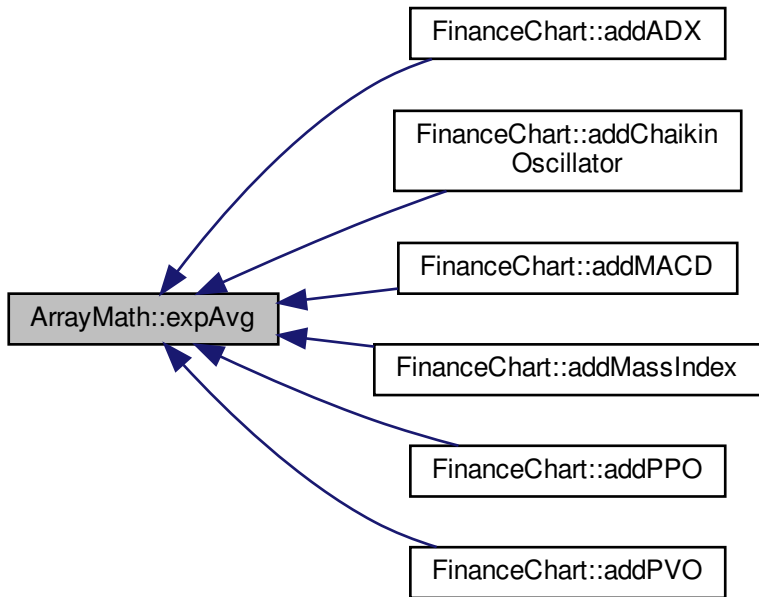 FinanceChart::addADX
FinanceChart::addChaikin
Oscillator
FinanceChart::addMACD
ArrayMath::expAvg
FinanceChart::addMassIndex
FinanceChart::addPPO
FinanceChart::addPVO